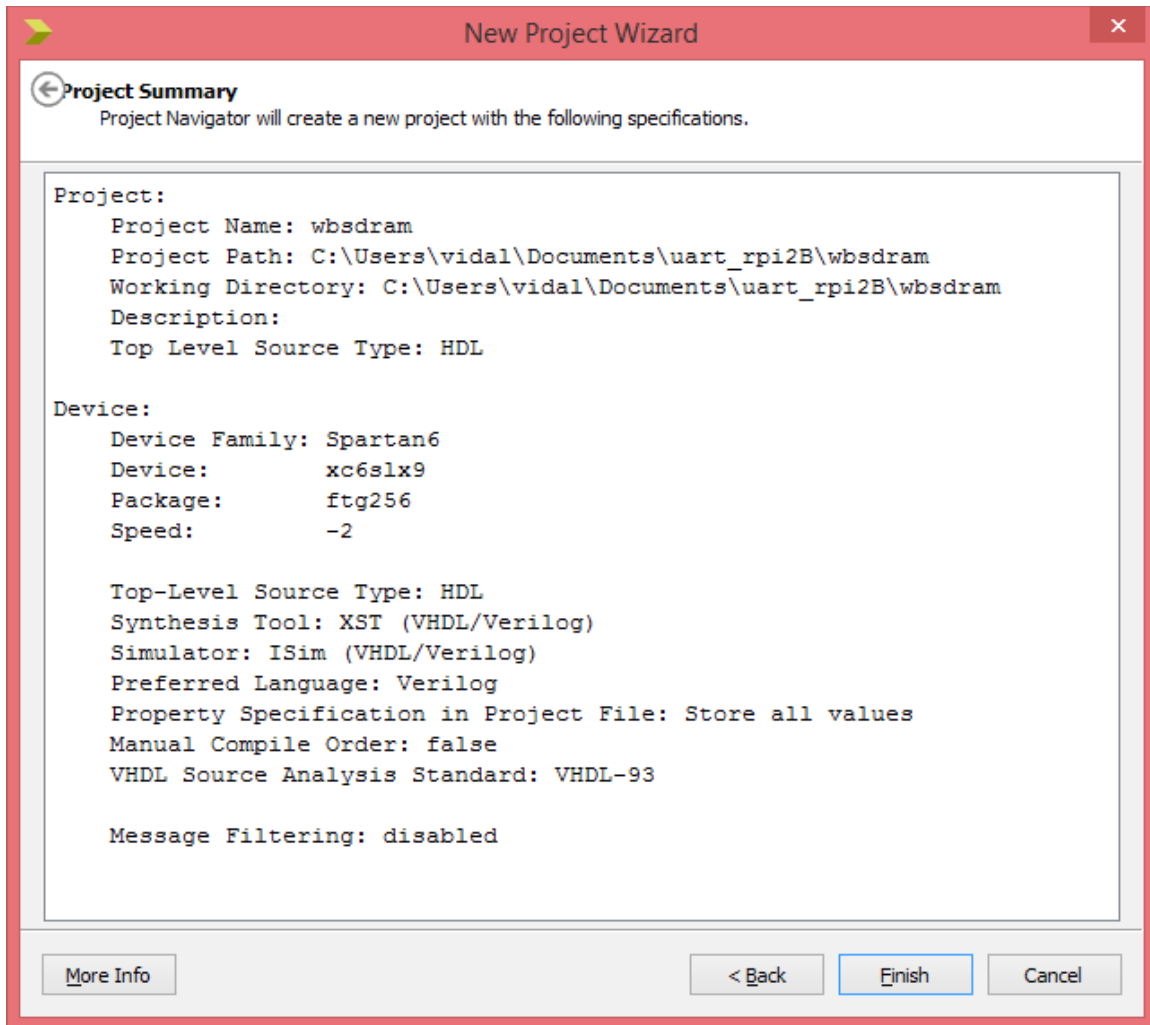 New Project Wizard
Project Summary
Project Navigator will create a new project with the following specifications.
Project:
Project Name: wbsdram
Project Path: C:\Users\vidal\Documents\uart_rpi2B\wbsdram
Working Directory: C:\Users\vidal\Documents\uart_rpi2B\wbsdram
Description:
Top Level Source Type: HDL
Device:
Device Family: Spartan6
Device: xc6slx9
Package: ftg256
Speed: -2
Top-Level Source Type: HDL
Synthesis Tool: XST (VHDL/Verilog)
Simulator: ISim (VHDL/Verilog)
Preferred Language: Verilog
Property Specification in Project File: Store all values
Manual Compile Order: false
VHDL Source Analysis Standard: VHDL-93
Message Filtering: disabled
More Info < Back Finish Cancel